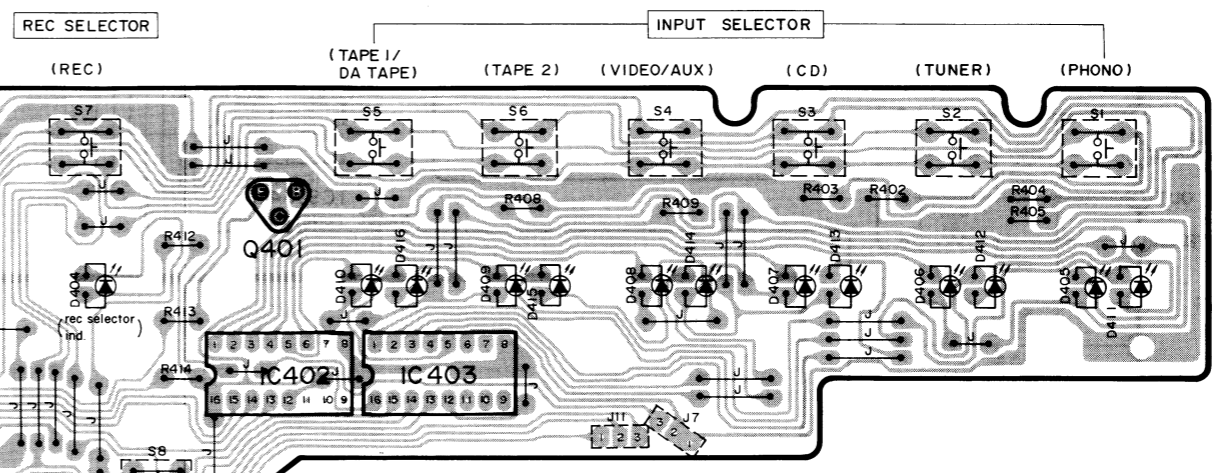 REC SELECTOR
INPUT SELECTOR
(REC)
(TAPE 1/
DA TAPE)
(TAPE 2)
(VIDEO/AUX)
(CD)
(TUNER)
(PHONO)
S7
S5
S6
S4
S3
S2
S1
J
J
J
J
J
R408
R409
R403
R402
R404
R405
Q401
R412
D416
J
J
D414
J
J
D413
D412
J
D404
D410
D409
D415
D408
D407
D406
D405
D411
(rec selector
ind.)
R413
J
J
J
J
J
J
1 2 3 4 5 6 7 8
1 2 3 4 5 6 7 8
R414
J
IC402
J
IC403
J
J
J
16 15 14 13 12 11 10 9
16 15 14 13 12 11 10 9
J
J
J
J
J
J
J11
1 2 3
J7
3 2 1
S8